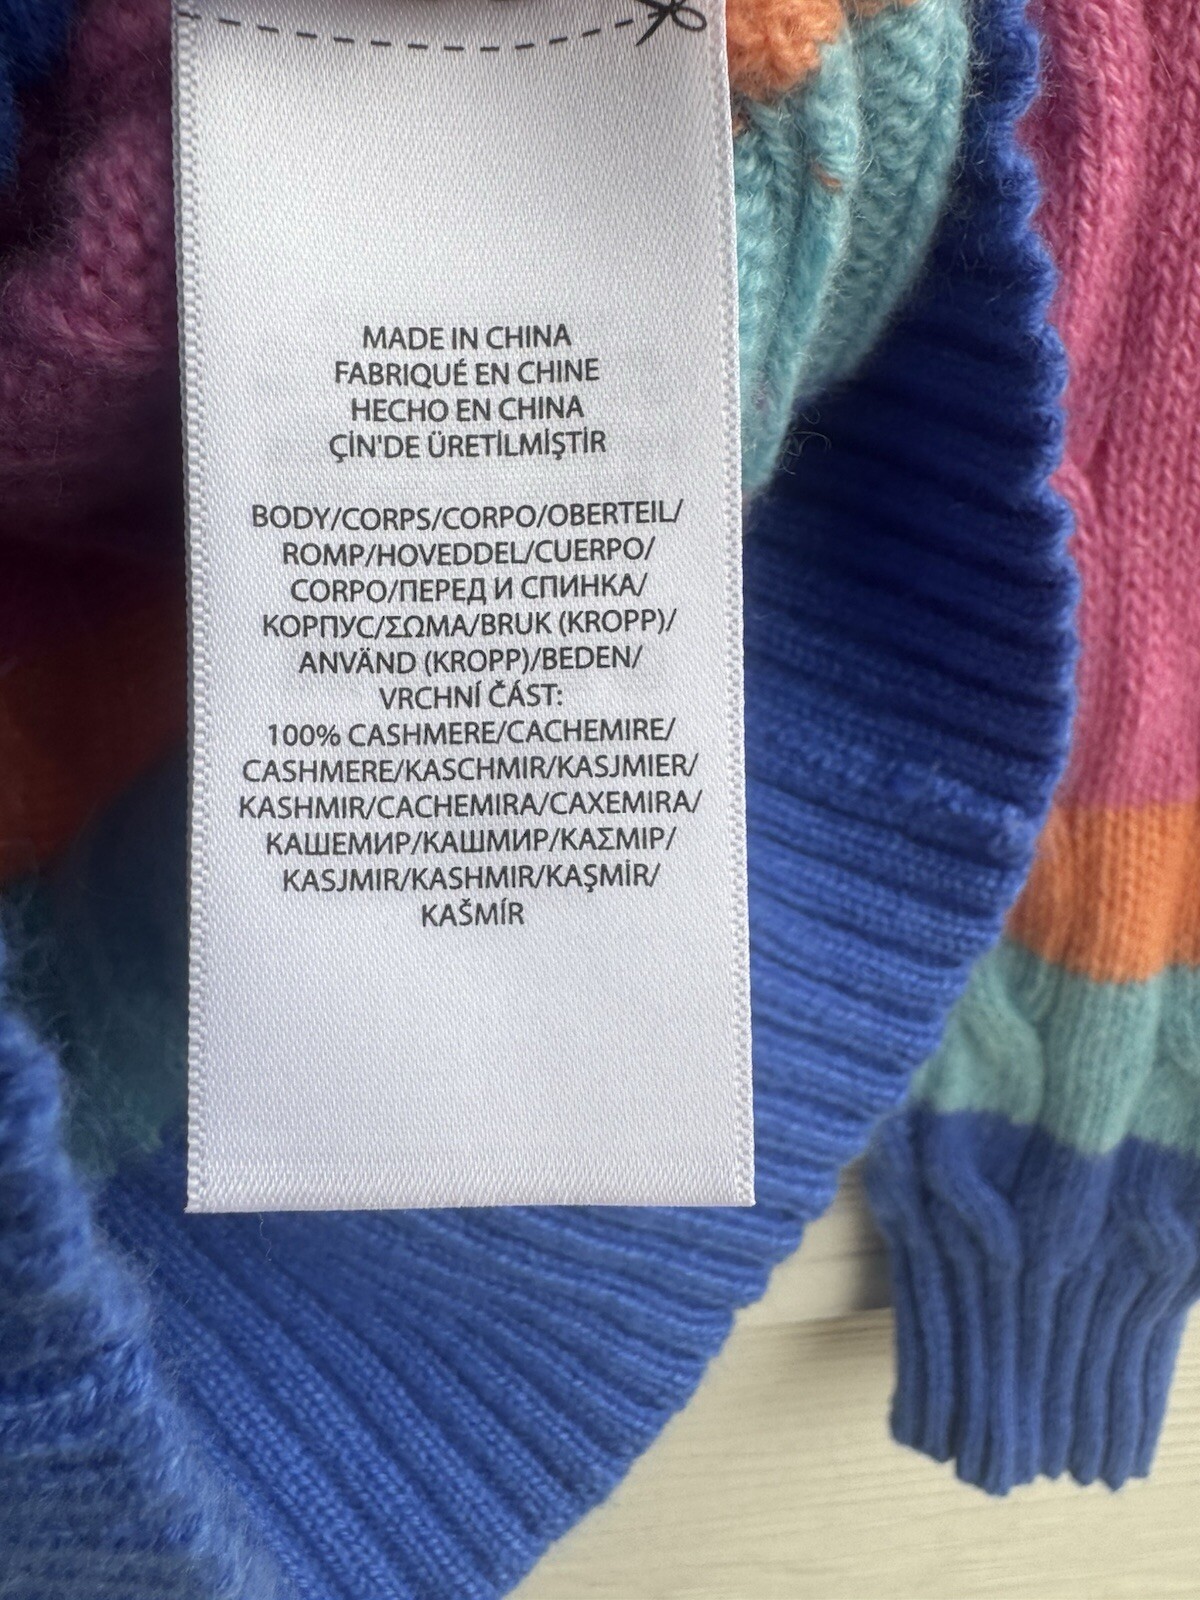 MADE IN CHINA
FABRIQUÉ EN CHINE
HECHO EN CHINA
ÇİN'DE ÜRETİLMİŞTİR
BODY/CORPS/CORPO/OBERTEIL/
ROMP/HOVEDDEL/CUERPO/
CORPO/ПЕРЕД И СПИНКА/
КОРПУС/ΣΩΜΑ/BRUK (KROPP)/
ANVÄND (KROPP)/BEDEN/
VRCHNÍ ČÁST:
100% CASHMERE/CACHEMIRE/
CASHMERE/KASCHMIR/KASJMIER/
KASHMIR/CACHEMIRA/CAXEMIRA/
КАШЕМИР/КАШМИР/ΚΑΣΜΙΡ/
KASJMIR/KASHMIR/KAŞMİR/
KAŠMÍR